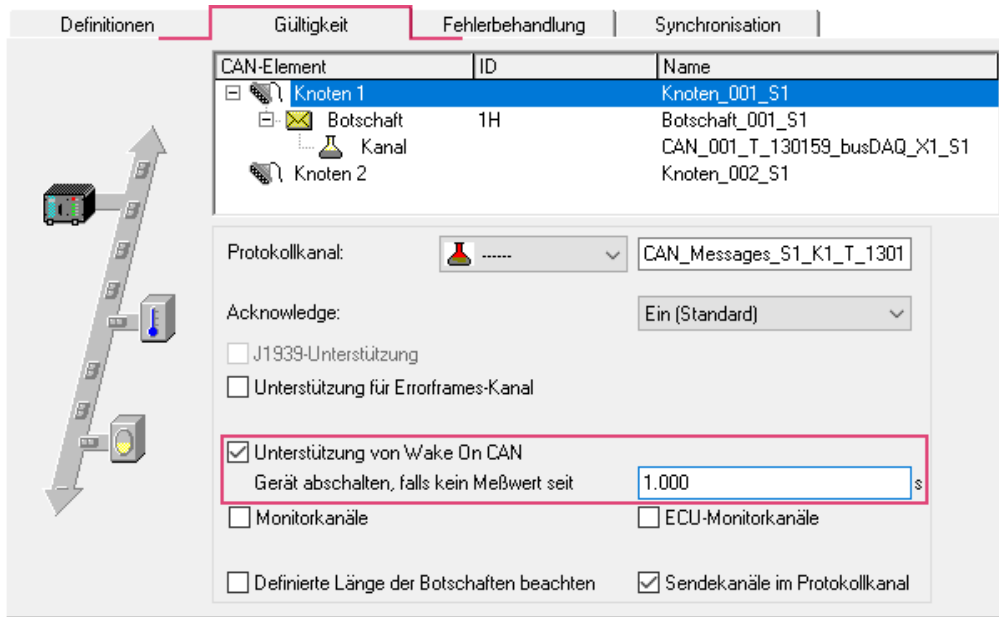 Definitionen Gültigkeit Fehlerbehandlung Synchronisation
CAN-Element ID Name
Knoten 1 Knoten_001_S1
Botschaft 1H Botschaft_001_S1
Kanal CAN_001_T_130159_busDAQ_X1_S1
Knoten 2 Knoten_002_S1
Protokollkanal: ------ CAN_Messages_S1_K1_T_1301
Acknowledge: Ein (Standard)
J1939-Unterstützung
Unterstützung für Errorframes-Kanal
Unterstützung von Wake On CAN
Gerät abschalten, falls kein Meßwert seit 1.000 s
Monitorkanäle ECU-Monitorkanäle
Definierte Länge der Botschaften beachten Sendekanäle im Protokollkanal